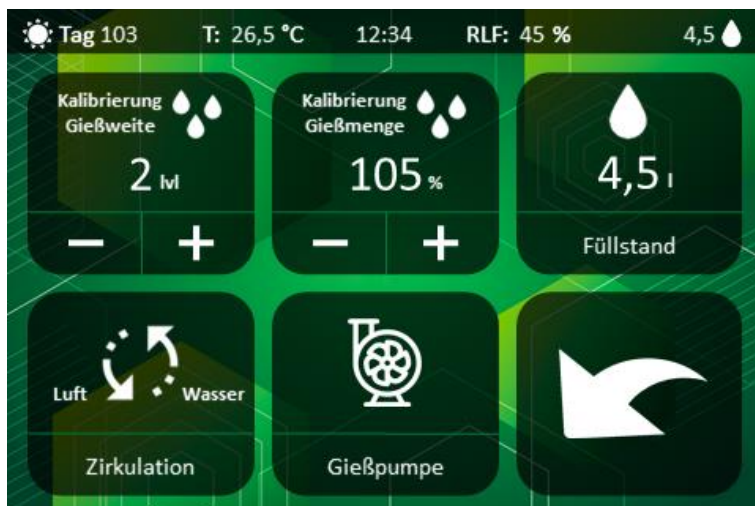 Tag 103 T: 26,5 °C 12:34 RLF: 45 % 4,5
Kalibrierung
Gießweite
2 lvl
− +
Kalibrierung
Gießmenge
105 %
− +
4,5 l
Füllstand
Luft Wasser
Zirkulation
Gießpumpe